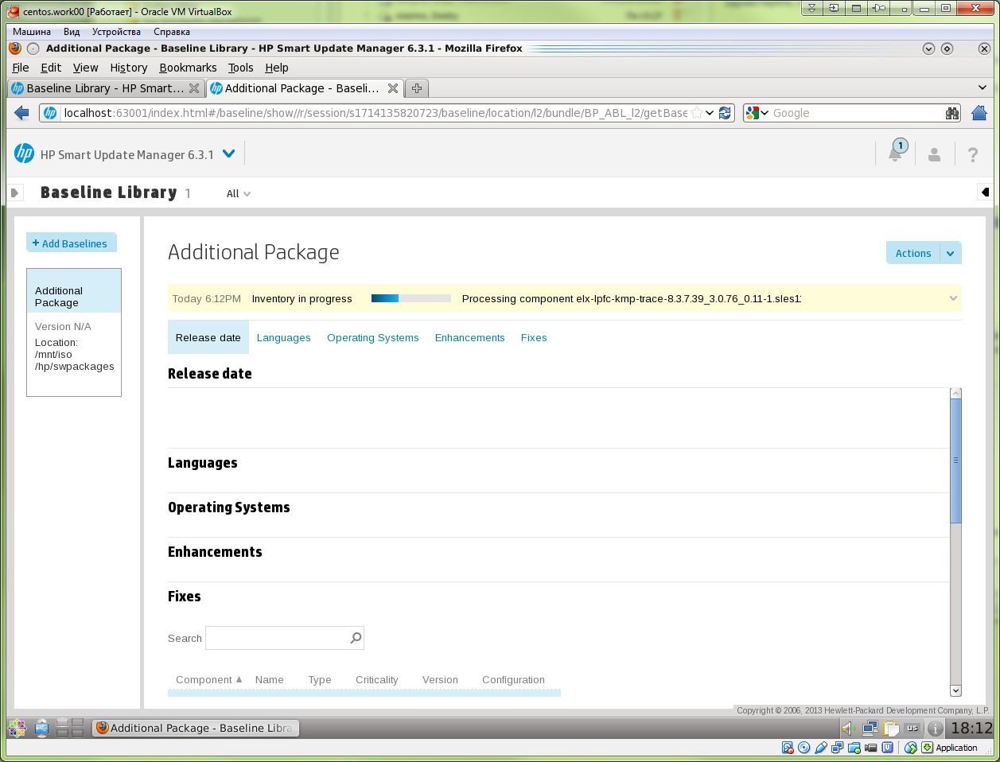 centos.work00 [Работает] - Oracle VM VirtualBox
Машина Вид Устройства Справка
Additional Package - Baseline Library - HP Smart Update Manager 6.3.1 - Mozilla Firefox
File Edit View History Bookmarks Tools Help
Baseline Library - HP Smart... Additional Package - Baseli...
localhost:63001/index.html#/baseline/show//r/session/s1714135820723/baseline/location/l2/bundle/BP_ABL_l2/getBase Google
hp HP Smart Update Manager 6.3.1 1 ?
Baseline Library 1 All
+ Add Baselines
Additional Package
Version N/A
Location:
/mnt/iso
/hp/swpackages
Additional Package
Actions
Today 6:12PM Inventory in progress Processing component elx-lpfc-kmp-trace-8.3.7.39_3.0.76_0.11-1.sles1
Release date Languages Operating Systems Enhancements Fixes
Release date
Languages
Operating Systems
Enhancements
Fixes
Search
Component Name Type Criticality Version Configuration
Copyright © 2006, 2013 Hewlett-Packard Development Company, L.P.
Additional Package - Baseline Libra us 18:12
Application